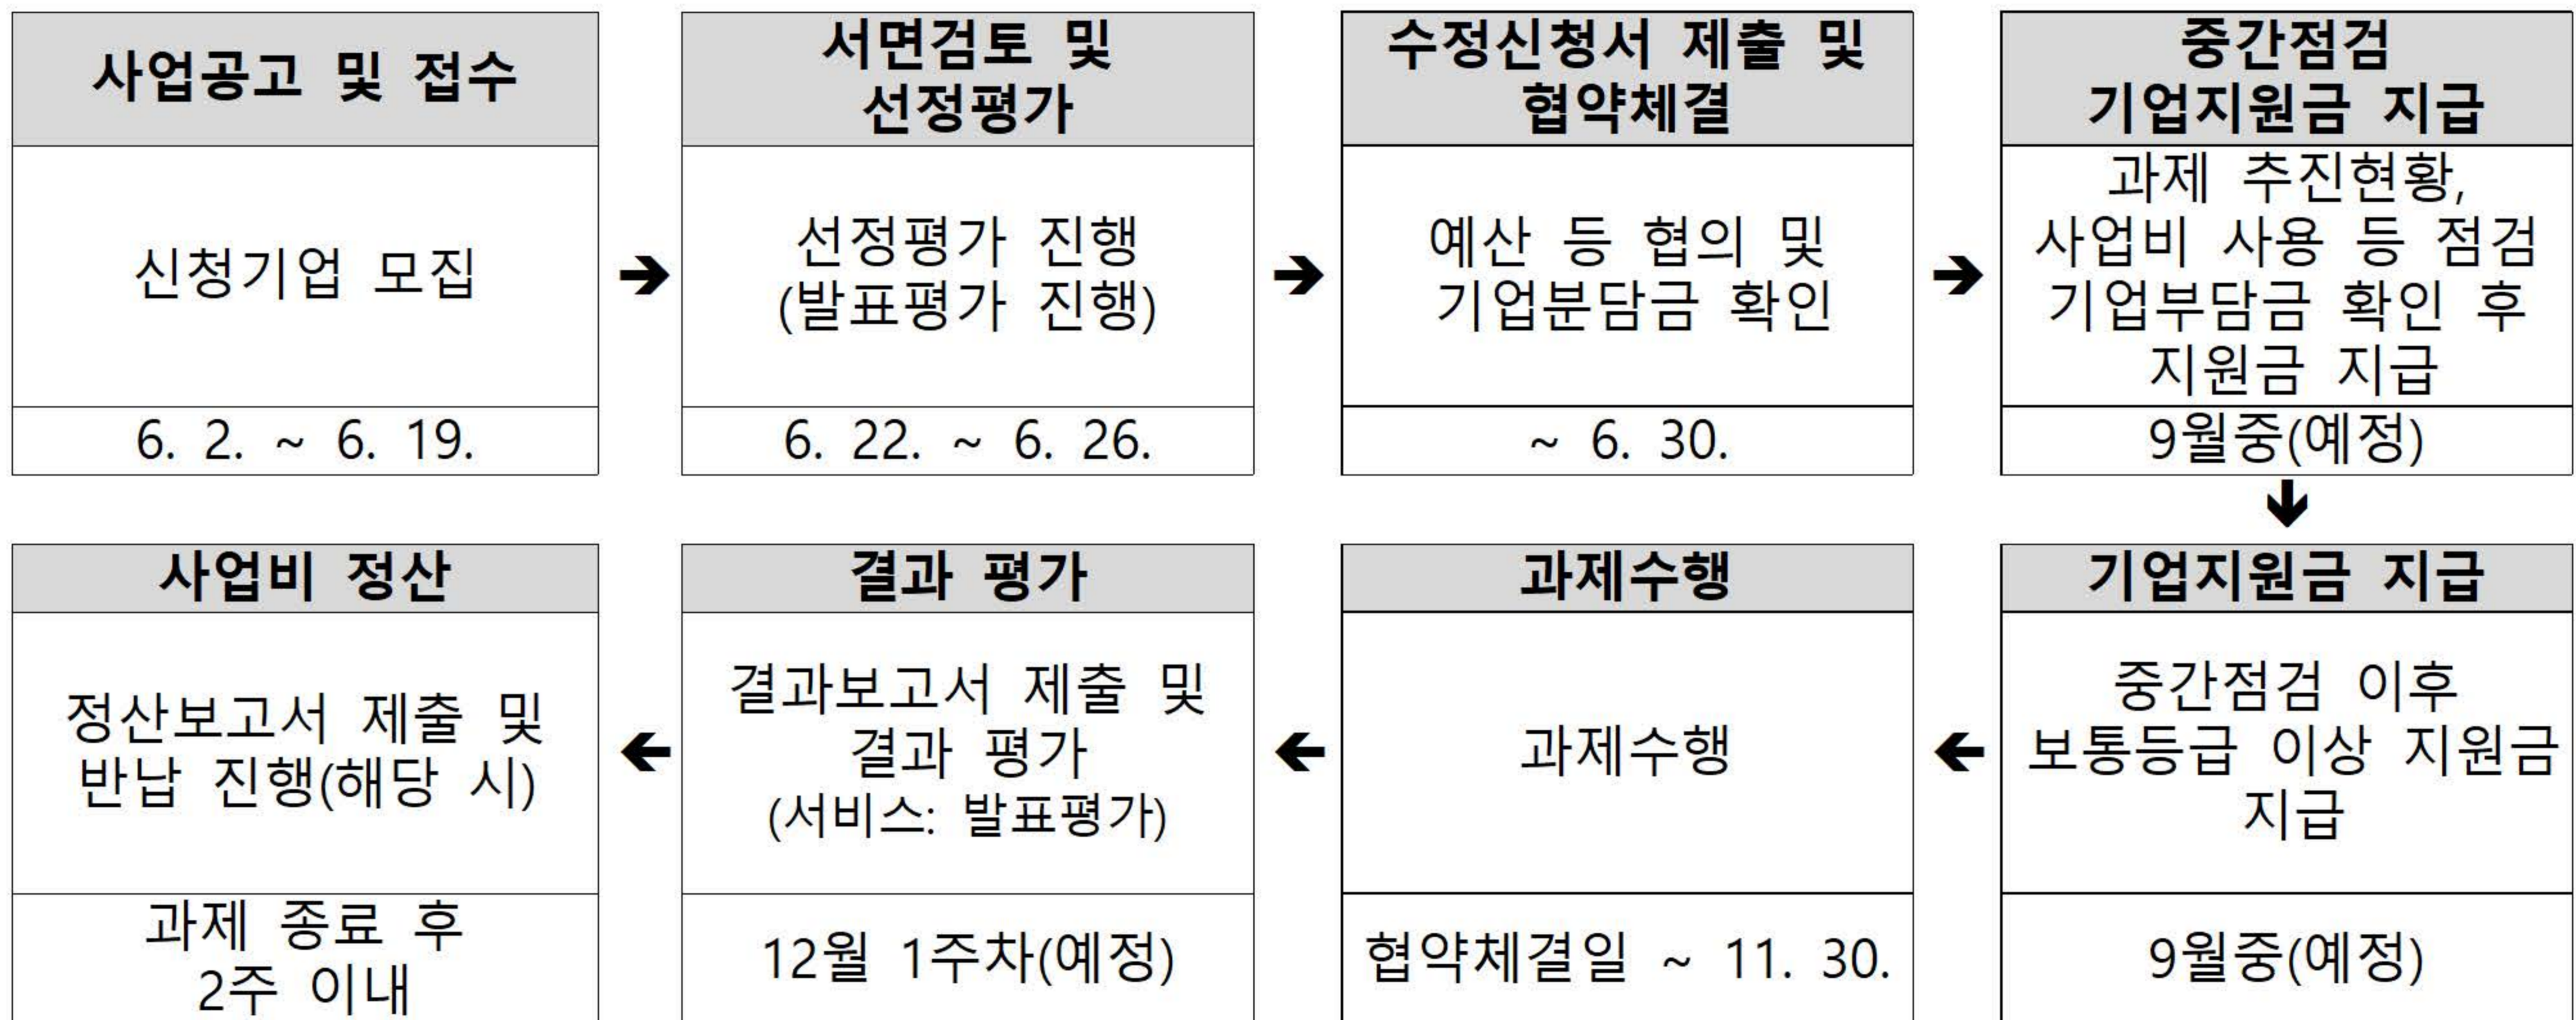 사업공고 및 접수
신청기업 모집
6. 2. ~ 6. 19.
➔
서면검토 및
선정평가
선정평가 진행
(발표평가 진행)
6. 22. ~ 6. 26.
➔
수정신청서 제출 및
협약체결
예산 등 협의 및
기업분담금 확인
~ 6. 30.
➔
중간점검
기업지원금 지급
과제 추진현황,
사업비 사용 등 점검
기업부담금 확인 후
지원금 지급
9월중(예정)
기업지원금 지급
중간점검 이후
보통등급 이상 지원금
지급
9월중(예정)
과제수행
과제수행
협약체결일 ~ 11. 30.
결과 평가
결과보고서 제출 및
결과 평가
(서비스: 발표평가)
12월 1주차(예정)
사업비 정산
정산보고서 제출 및
반납 진행(해당 시)
과제 종료 후
2주 이내